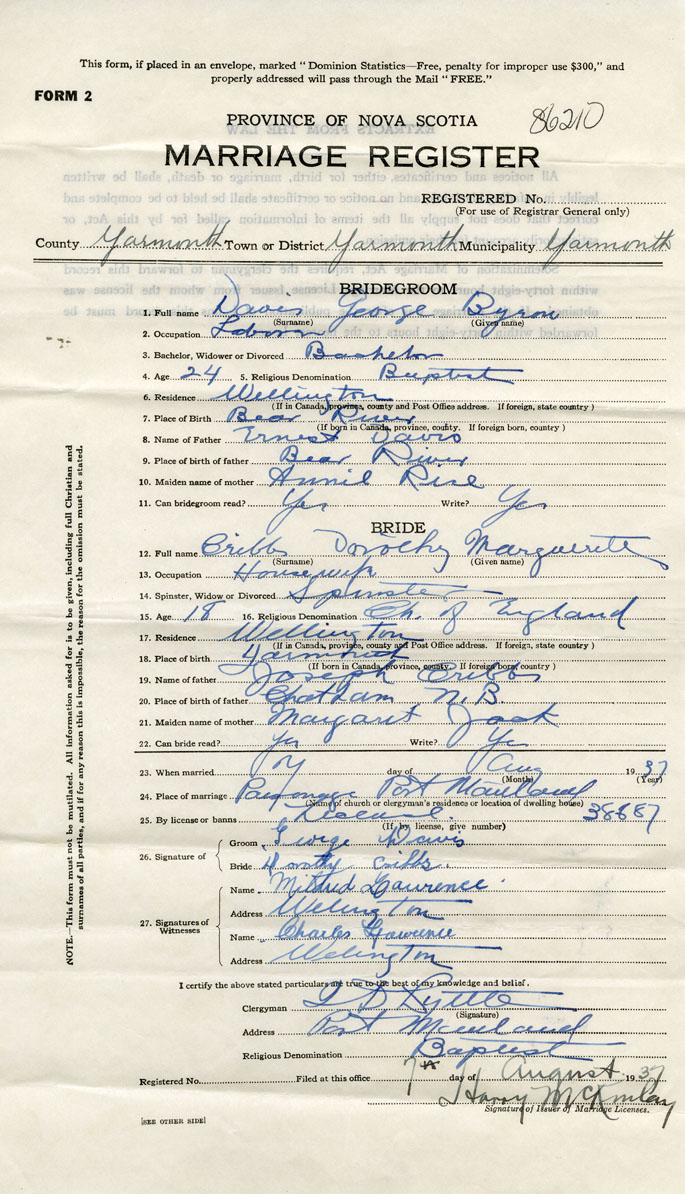 This form, if placed in an envelope, marked "Dominion Statistics—Free, penalty for improper use $300," and
properly addressed will pass through the Mail "FREE."
FORM 2
PROVINCE OF NOVA SCOTIA
86210
MARRIAGE REGISTER
REGISTERED No.
(For use of Registrar General only)
County Yarmouth Town or District Yarmouth Municipality Yarmouth
BRIDEGROOM
1. Full name Davis George Byron
(Surname) (Given name)
2. Occupation
3. Bachelor, Widower or Divorced Bachelor
4. Age 24 5. Religious Denomination Baptist
6. Residence Wellington
(If in Canada, province, county and Post Office address. If foreign, state country)
7. Place of Birth Bear River
(If born in Canada, province, county. If foreign born, country)
8. Name of Father Ernest Davis
9. Place of birth of father Bear River
10. Maiden name of mother Annie Rice
11. Can bridegroom read? Yes Write? Yes
BRIDE
12. Full name Cribbs Dorothy Marguerite
(Surname) (Given name)
13. Occupation Housewife
14. Spinster, Widow or Divorced Spinster
15. Age 18 16. Religious Denomination Ch. of England
17. Residence Wellington
(If in Canada, province, county and Post Office address. If foreign, state country)
18. Place of birth Yarmouth
(If born in Canada, province, county. If foreign born, country)
19. Name of father Joseph Cribbs
20. Place of birth of father Chatham N.B.
21. Maiden name of mother Margaret Jack
22. Can bride read? Yes Write? Yes
23. When married day of Aug 1937
(Month) (Year)
24. Place of marriage Parsonage Port Maitland
(Name of church or clergyman's residence or location of dwelling house)
25. By license or banns License 38687
(If by license, give number)
26. Signature of
Groom George Davis
Bride Dorothy Cribbs.
27. Signatures of Witnesses
Name Mildred Lawrence
Address Wellington
Name Charles Lawrence
Address Welington
I certify the above stated particulars are true to the best of my knowledge and belief.
Clergyman
(Signature)
Address Port Maitland
Religious Denomination Baptist
Registered No. Filed at this office 7th day of August 1937
Harry McKinlay
Signature of Issuer of Marriage Licenses.
[SEE OTHER SIDE]
NOTE.—This form must not be mutilated. All information asked for is to be given, including full Christian and
surnames of all parties, and if for any reason this is impossible, the reason for the omission must be stated.